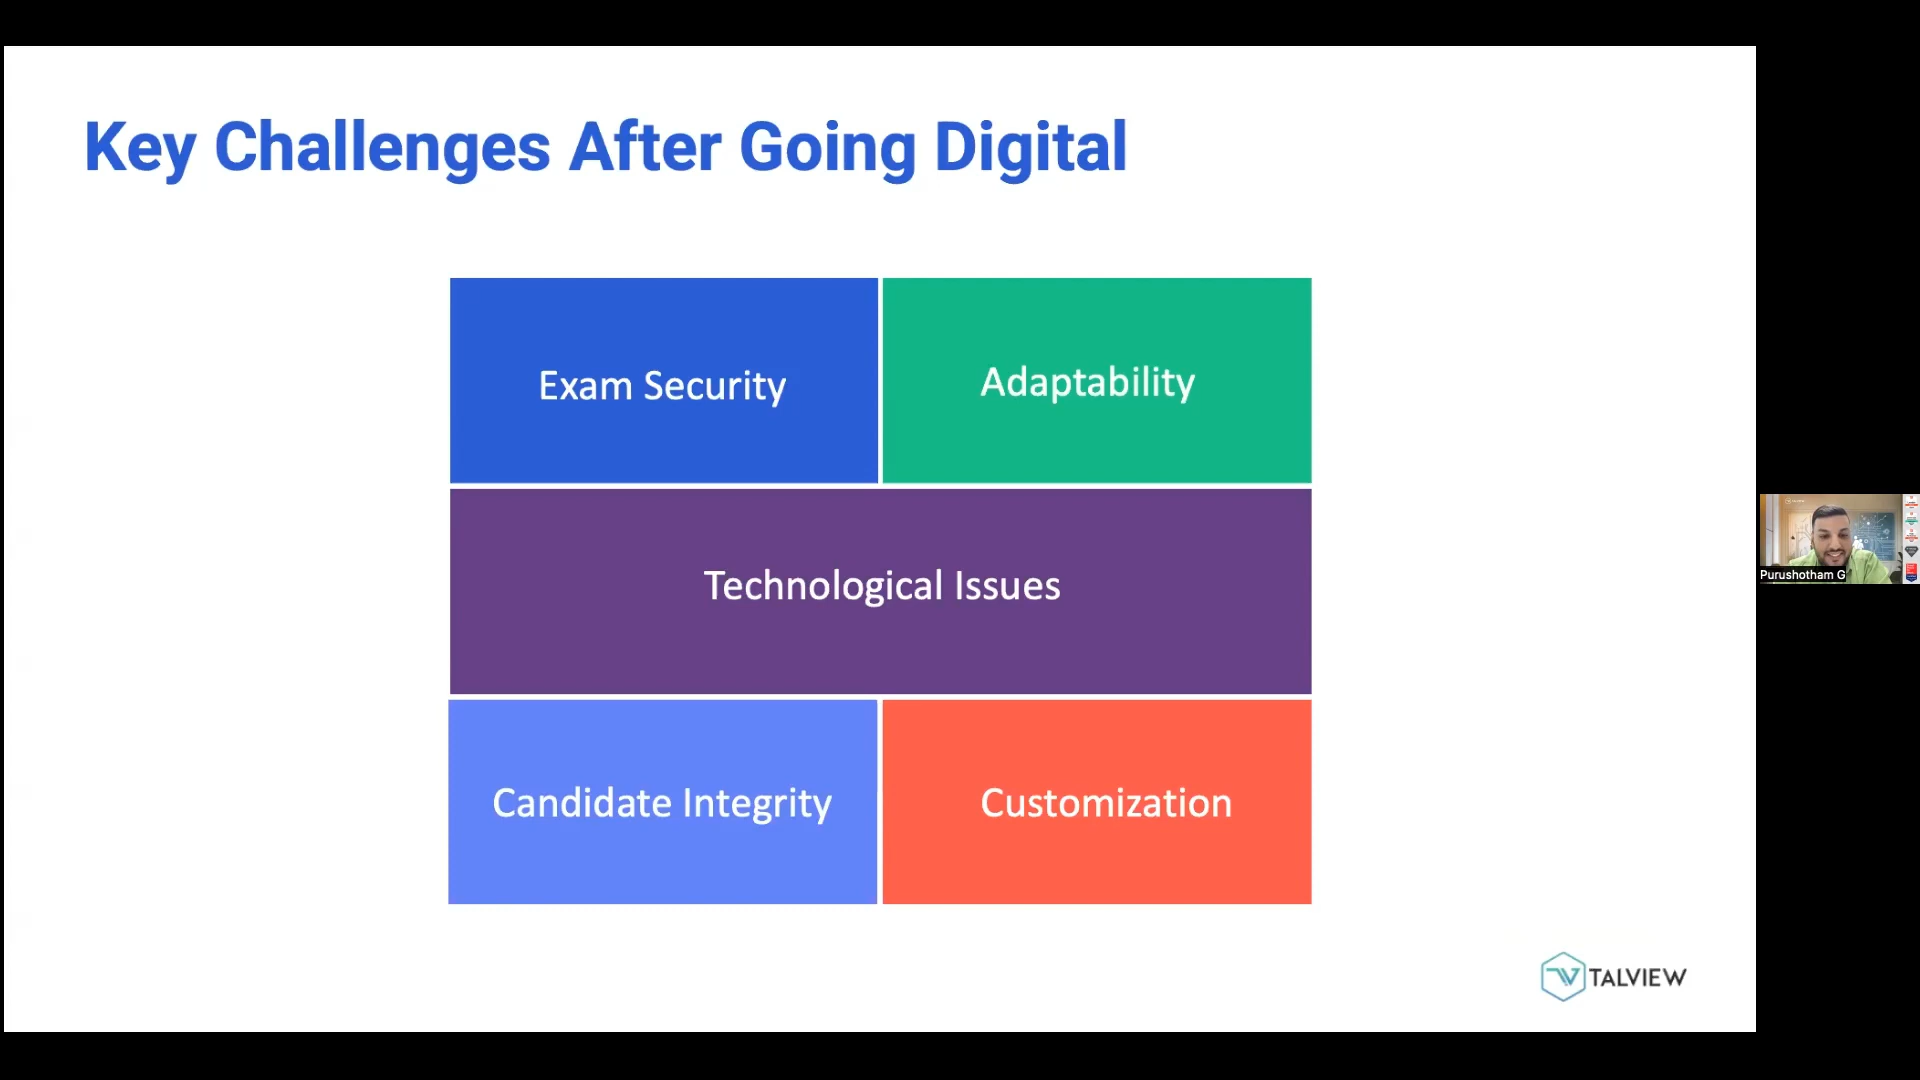 Key Challenges After Going Digital
Exam Security
Adaptability
Technological Issues
Candidate Integrity
Customization
TALVIEW
Purushotham G